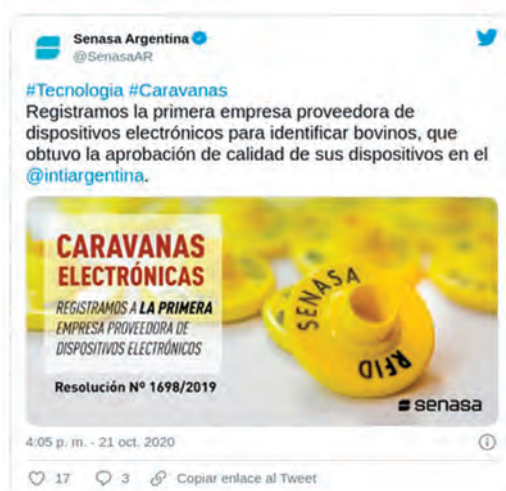 Senasa Argentina
@SenasaAR
#Tecnologia #Caravanas
Registramos la primera empresa proveedora de
dispositivos electrónicos para identificar bovinos, que
obtuvo la aprobación de calidad de sus dispositivos en el
@intiargentina.
CARAVANAS
ELECTRÓNICAS
REGISTRAMOS A LA PRIMERA
EMPRESA PROVEEDORA DE
DISPOSITIVOS ELECTRÓNICOS
Resolución Nº 1698/2019
SENASA
RFID
senasa
4:05 p. m. · 21 oct. 2020
17 3 Copiar enlace al Tweet